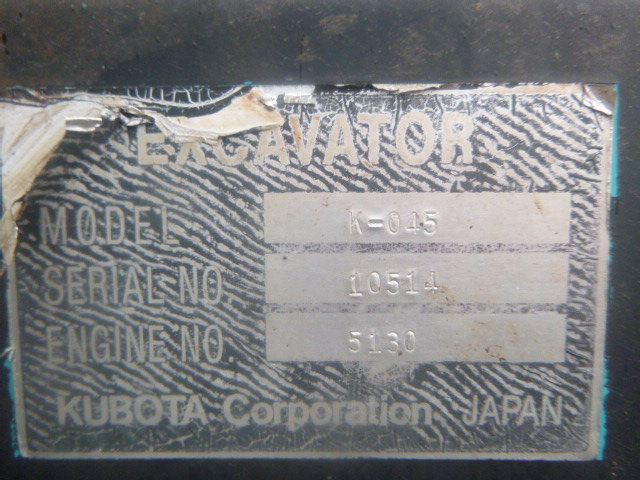 EXCAVATOR
MODEL K-045
SERIAL NO. 10514
ENGINE NO. 5130
KUBOTA Corporation JAPAN